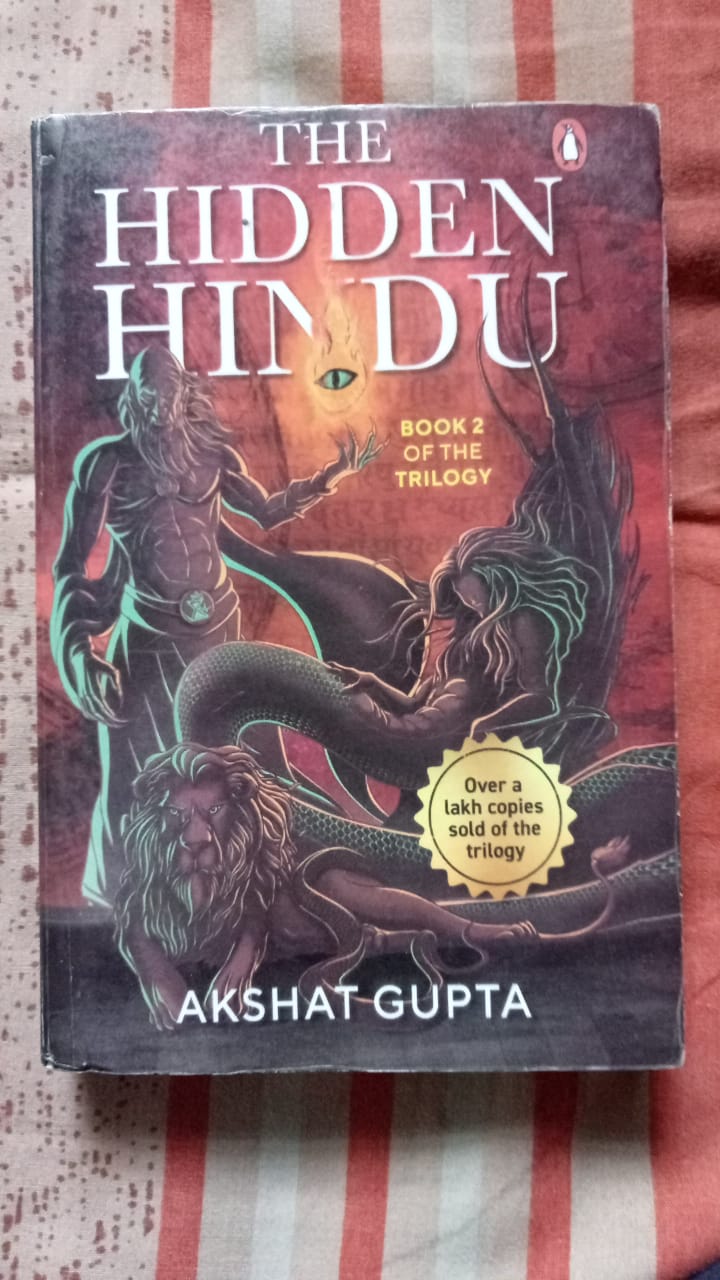 THE
HIDDEN
HINDU
BOOK 2
OF THE
TRILOGY
Over a
lakh copies
sold of the
trilogy
AKSHAT GUPTA